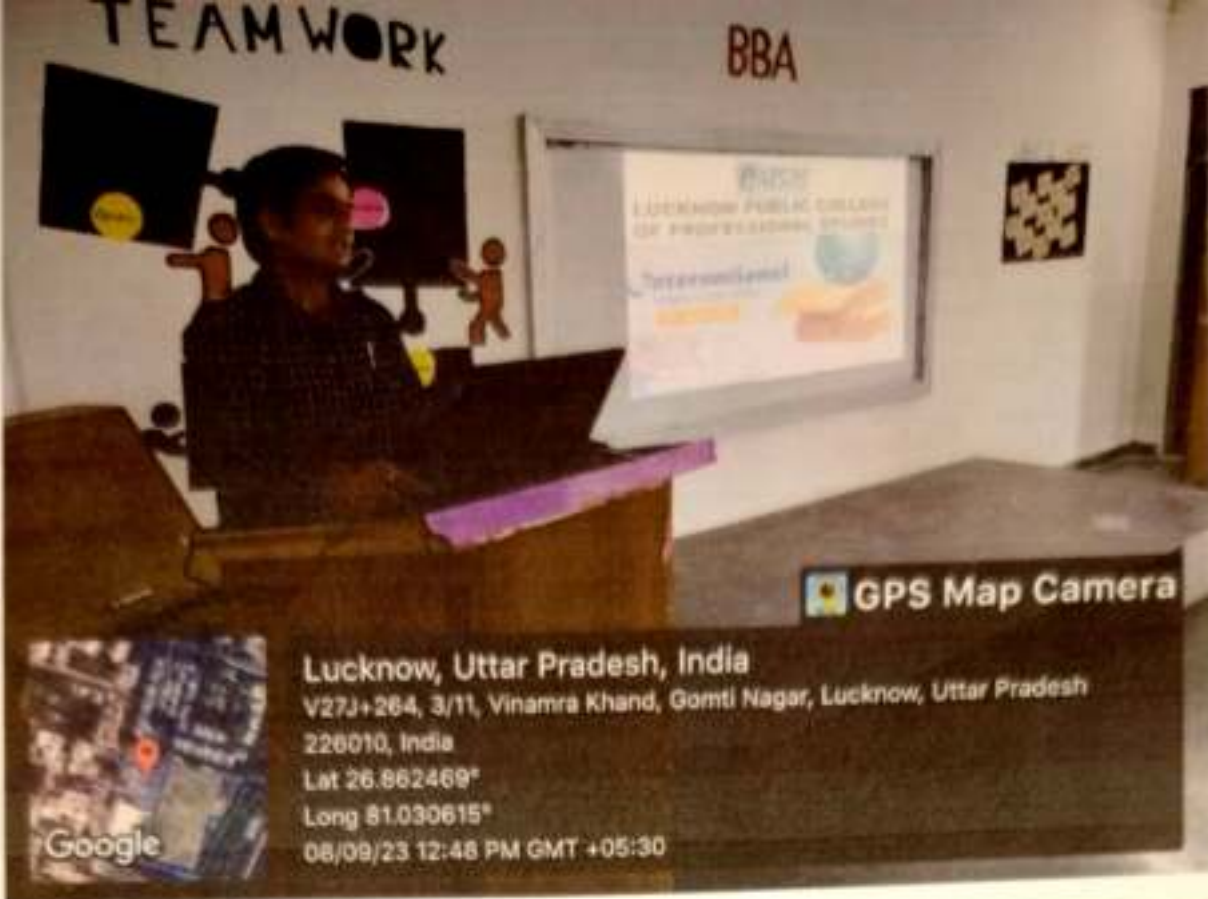 TEAMWORK
BBA
LUCKNOW PUBLIC COLLEGE
OF PROFESSIONAL STUDIES
International
GPS Map Camera
Lucknow, Uttar Pradesh, India
V27J+264, 3/11, Vinamra Khand, Gomti Nagar, Lucknow, Uttar Pradesh
226010, India
Lat 26.862469°
Long 81.030615°
08/09/23 12:48 PM GMT +05:30
Google